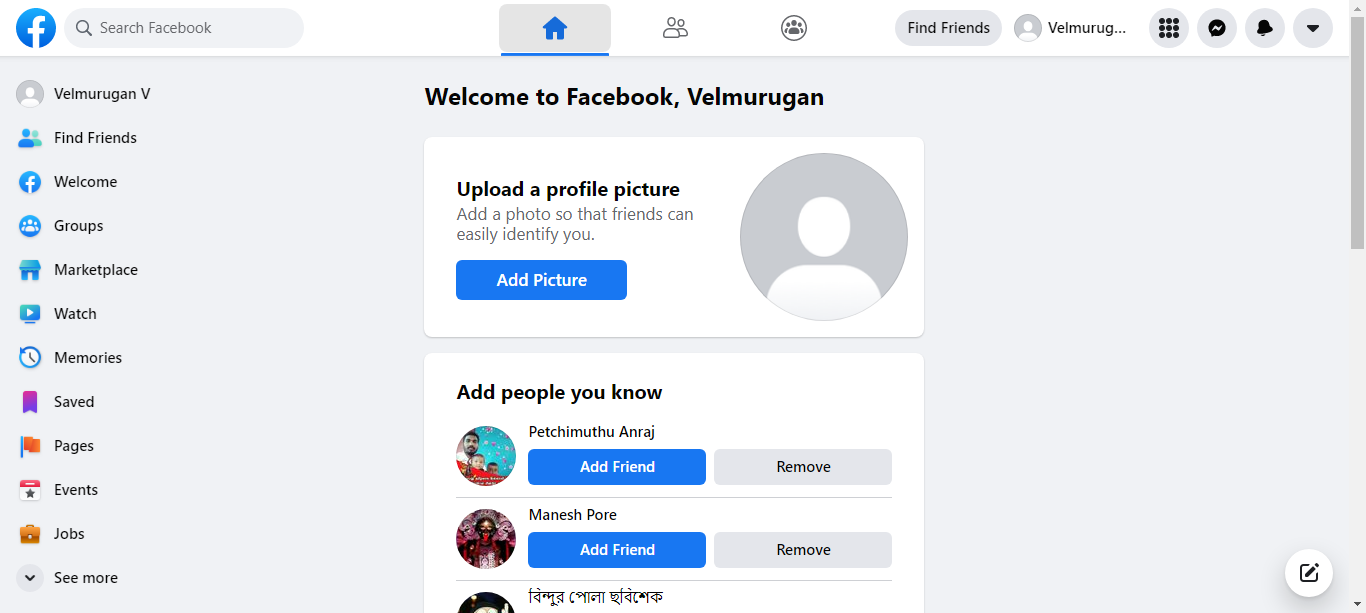 Search Facebook
Find Friends
Velmurug...
Velmurugan V
Find Friends
Welcome
Groups
Marketplace
Watch
Memories
Saved
Pages
Events
Jobs
See more
Welcome to Facebook, Velmurugan
Upload a profile picture
Add a photo so that friends can
easily identify you.
Add Picture
Add people you know
Petchimuthu Anraj
Add Friend
Remove
Manesh Pore
Add Friend
Remove
বিন্দুর পোলা ছবিশেক